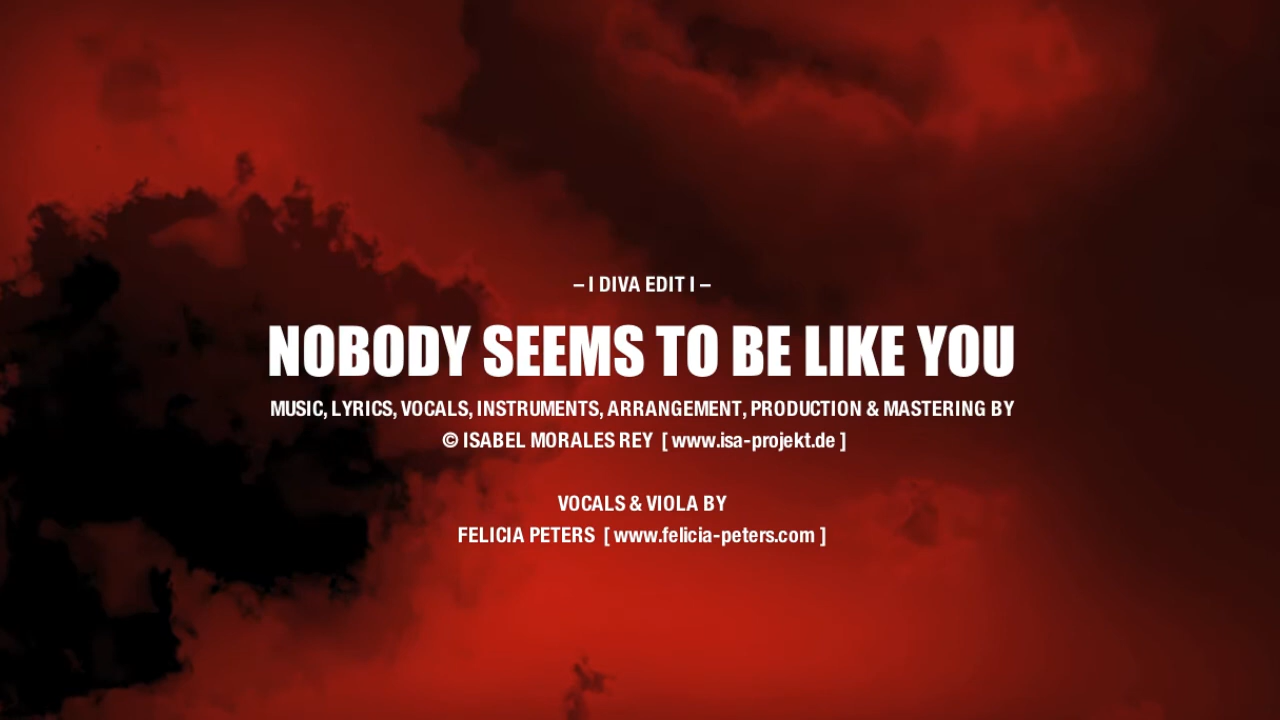 – I DIVA EDIT I –
NOBODY SEEMS TO BE LIKE YOU
MUSIC, LYRICS, VOCALS, INSTRUMENTS, ARRANGEMENT, PRODUCTION & MASTERING BY
© ISABEL MORALES REY [ www.isa-projekt.de ]
VOCALS & VIOLA BY
FELICIA PETERS [ www.felicia-peters.com ]